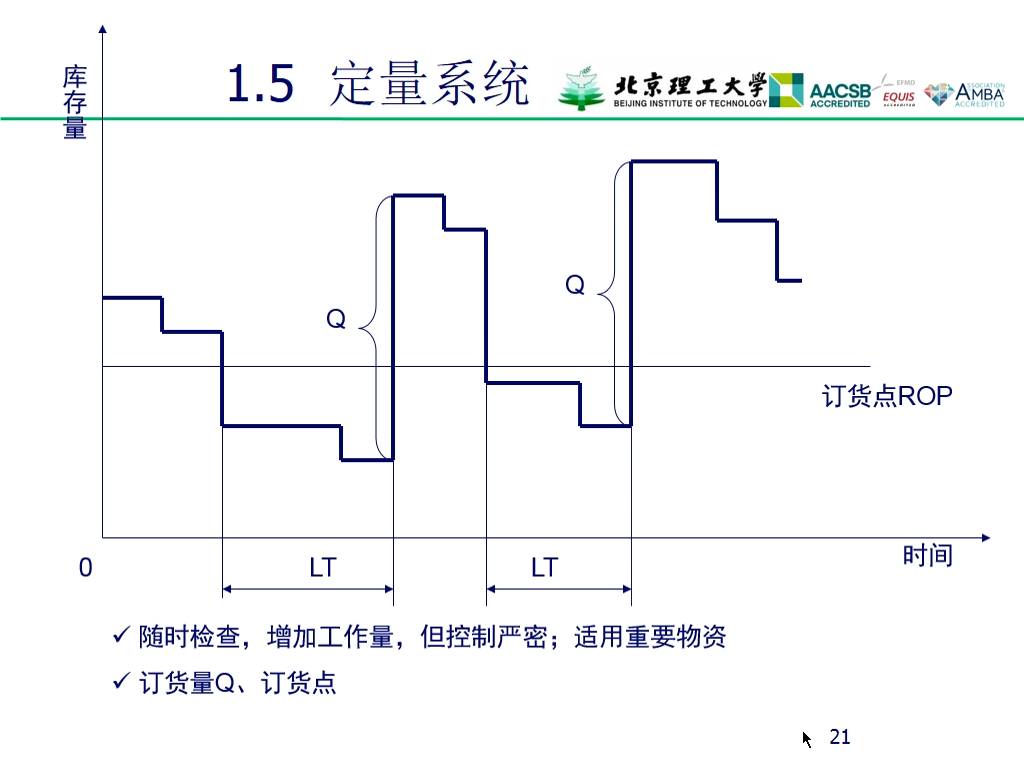 库存量
1.5 定量系统
北京理工大学
BEIJING INSTITUTE OF TECHNOLOGY
AACSB
ACCREDITED
EFMD
EQUIS
ACCREDITED
ASSOCIATION
AMBA
ACCREDITED
Q
Q
订货点ROP
0
LT
LT
时间
✓ 随时检查，增加工作量，但控制严密；适用重要物资
✓ 订货量Q、订货点
21